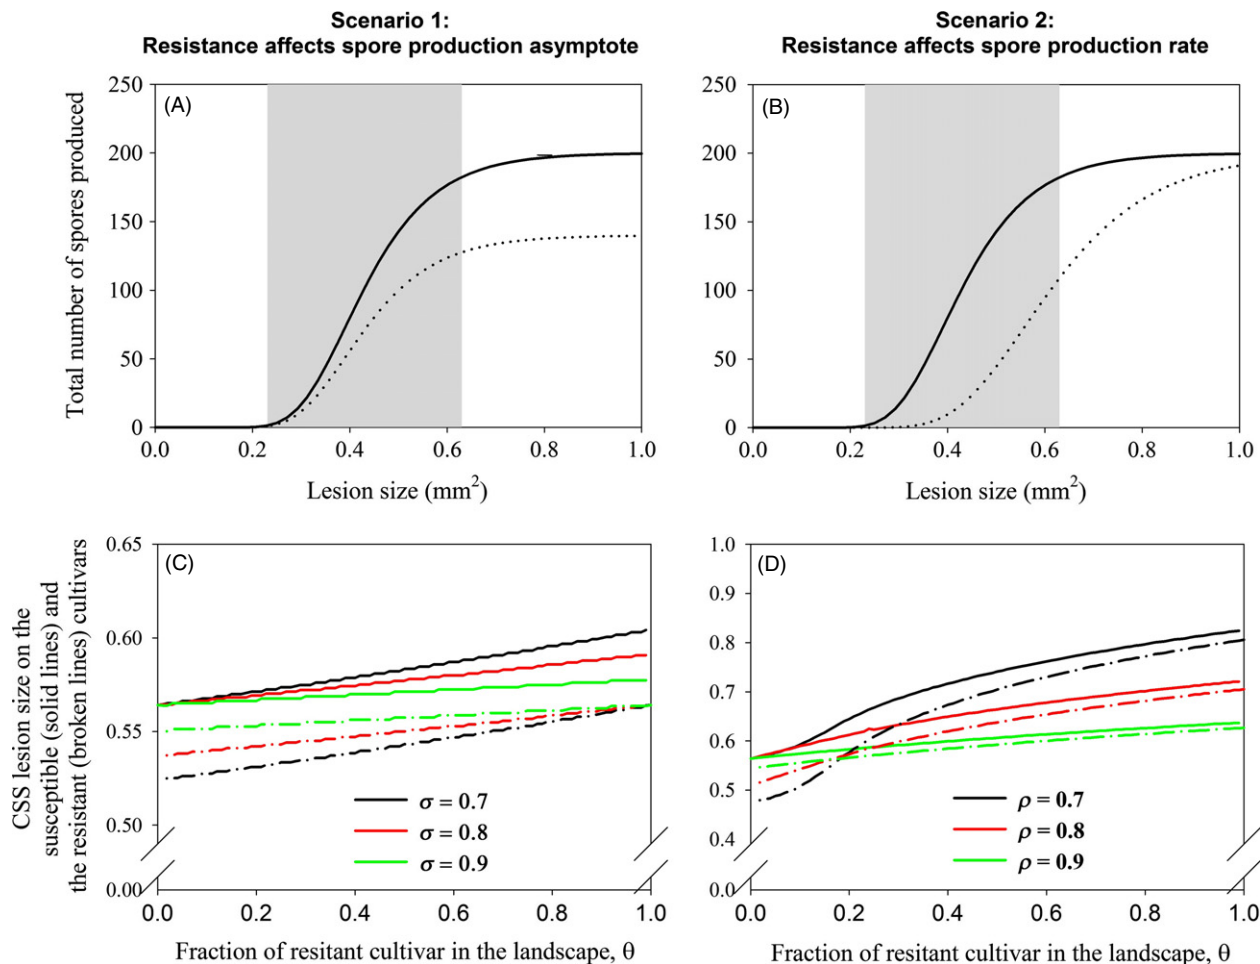 Scenario 1:
Resistance affects spore production asymptote
Scenario 2:
Resistance affects spore production rate
Total number of spores produced
(A)
250
200
150
100
50
0
0.0 0.2 0.4 0.6 0.8 1.0
Lesion size (mm²)
(B)
250
200
150
100
50
0
0.0 0.2 0.4 0.6 0.8 1.0
Lesion size (mm²)
CSS lesion size on the
susceptible (solid lines) and
the resistant (broken lines) cultivars
(C)
0.65
0.60
0.55
0.50
0.00
σ = 0.7
σ = 0.8
σ = 0.9
0.0 0.2 0.4 0.6 0.8 1.0
Fraction of resitant cultivar in the landscape, θ
(D)
1.0
0.9
0.8
0.7
0.6
0.5
0.4
0.0
ρ = 0.7
ρ = 0.8
ρ = 0.9
0.0 0.2 0.4 0.6 0.8 1.0
Fraction of resitant cultivar in the landscape, θ